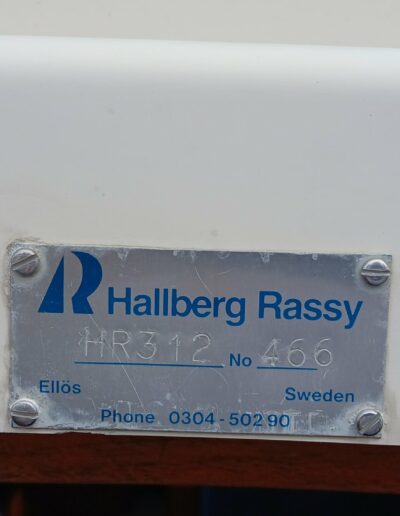 Hallberg Rassy
HR312 No 466
Ellös Sweden
Phone 0304-50290